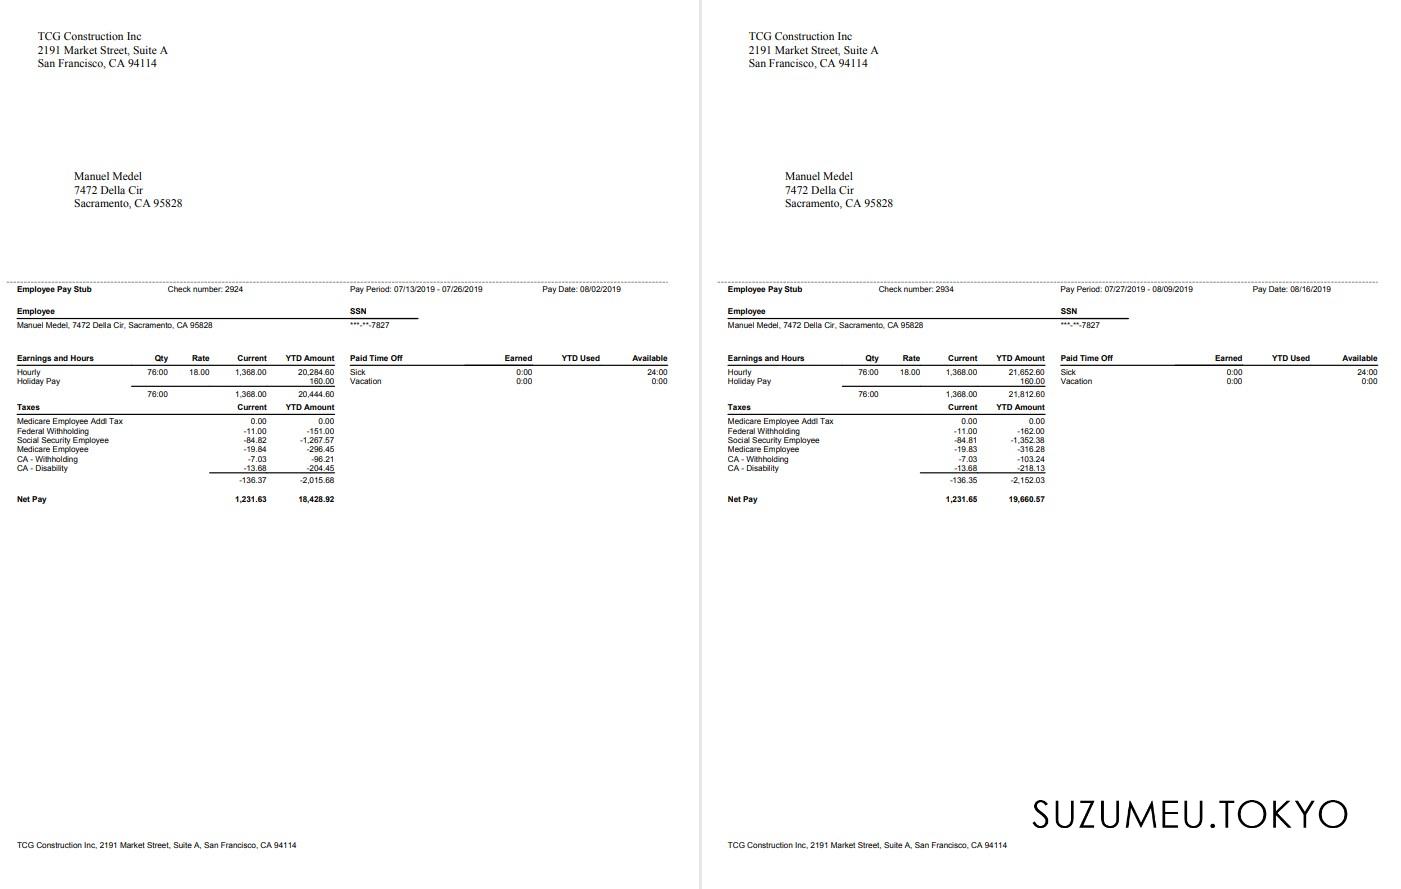 TCG Construction Inc
2191 Market Street, Suite A
San Francisco, CA 94114
Manuel Medel
7472 Della Cir
Sacramento, CA 95828
Employee Pay Stub Check number: 2924 Pay Period: 07/13/2019 - 07/26/2019 Pay Date: 08/02/2019
Employee SSN
Manuel Medel, 7472 Della Cir, Sacramento, CA 95828 ***-**-7827
Earnings and Hours Qty Rate Current YTD Amount Paid Time Off Earned YTD Used Available
Hourly 76:00 18.00 1,368.00 20,284.60 Sick 0:00 24:00
Holiday Pay 160.00 Vacation 0:00 0:00
76:00 1,368.00 20,444.60
Taxes Current YTD Amount
Medicare Employee Addl Tax 0.00 0.00
Federal Withholding -11.00 -151.00
Social Security Employee -84.82 -1,267.57
Medicare Employee -19.84 -296.45
CA - Withholding -7.03 -96.21
CA - Disability -13.68 -204.45
-136.37 -2,015.68
Net Pay 1,231.63 18,428.92
TCG Construction Inc, 2191 Market Street, Suite A, San Francisco, CA 94114
TCG Construction Inc
2191 Market Street, Suite A
San Francisco, CA 94114
Manuel Medel
7472 Della Cir
Sacramento, CA 95828
Employee Pay Stub Check number: 2934 Pay Period: 07/27/2019 - 08/09/2019 Pay Date: 08/16/2019
Employee SSN
Manuel Medel, 7472 Della Cir, Sacramento, CA 95828 ***-**-7827
Earnings and Hours Qty Rate Current YTD Amount Paid Time Off Earned YTD Used Available
Hourly 76:00 18.00 1,368.00 21,652.60 Sick 0:00 24:00
Holiday Pay 160.00 Vacation 0:00 0:00
76:00 1,368.00 21,812.60
Taxes Current YTD Amount
Medicare Employee Addl Tax 0.00 0.00
Federal Withholding -11.00 -162.00
Social Security Employee -84.81 -1,352.38
Medicare Employee -19.83 -316.28
CA - Withholding -7.03 -103.24
CA - Disability -13.68 -218.13
-136.35 -2,152.03
Net Pay 1,231.65 19,660.57
SUZUMEU.TOKYO
TCG Construction Inc, 2191 Market Street, Suite A, San Francisco, CA 94114